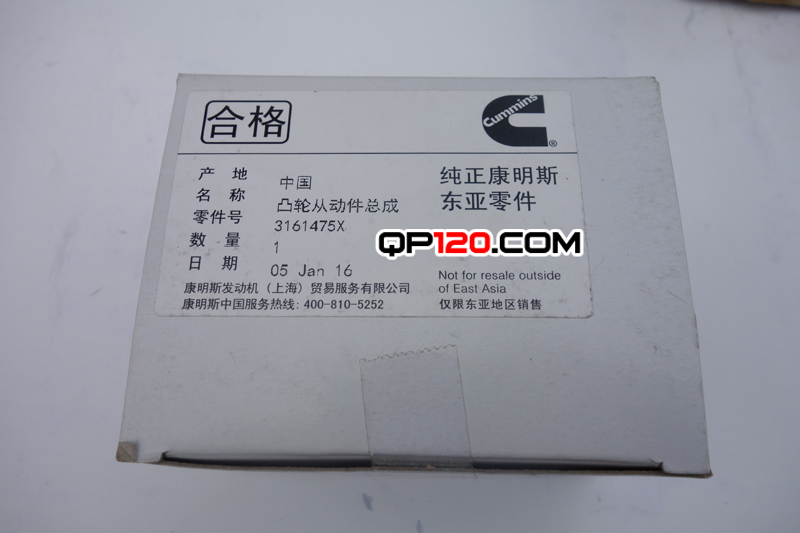 合格
Cummins
®
产地 中国
名称 凸轮从动件总成
零件号 3161475X
数量 1
日期 05 Jan 16
康明斯发动机（上海）贸易服务有限公司
康明斯中国服务热线: 400-810-5252
纯正康明斯
东亚零件
QP120.COM
Not for resale outside
of East Asia
仅限东亚地区销售